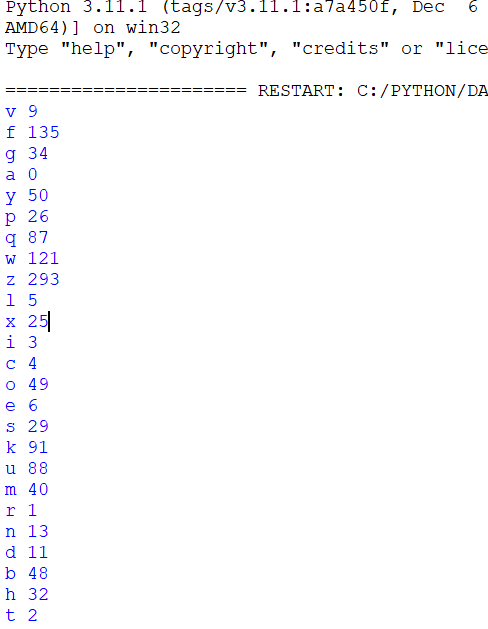 Python 3.11.1 (tags/v3.11.1:a7a450f, Dec  6
AMD64)] on win32
Type "help", "copyright", "credits" or "lice
====================== RESTART: C:/PYTHON/DA
v 9
f 135
g 34
a 0
y 50
p 26
q 87
w 121
z 293
l 5
x 25
i 3
c 4
o 49
e 6
s 29
k 91
u 88
m 40
r 1
n 13
d 11
b 48
h 32
t 2